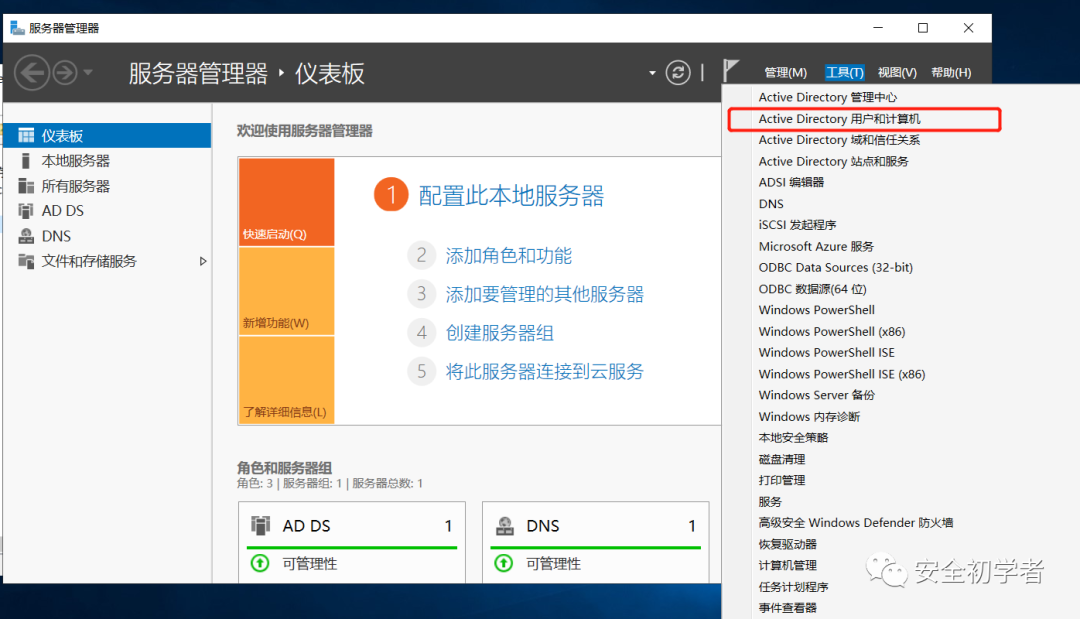 服务器管理器
服务器管理器 · 仪表板
管理(M) 工具(T) 视图(V) 帮助(H)
仪表板
本地服务器
所有服务器
AD DS
DNS
文件和存储服务
欢迎使用服务器管理器
快速启动(Q)
新增功能(W)
了解详细信息(L)
1 配置此本地服务器
2 添加角色和功能
3 添加要管理的其他服务器
4 创建服务器组
5 将此服务器连接到云服务
角色和服务器组
角色: 3 | 服务器组: 1 | 服务器总数: 1
AD DS 1
可管理性
DNS 1
可管理性
Active Directory 管理中心
Active Directory 用户和计算机
Active Directory 域和信任关系
Active Directory 站点和服务
ADSI 编辑器
DNS
iSCSI 发起程序
Microsoft Azure 服务
ODBC Data Sources (32-bit)
ODBC 数据源(64 位)
Windows PowerShell
Windows PowerShell (x86)
Windows PowerShell ISE
Windows PowerShell ISE (x86)
Windows Server 备份
Windows 内存诊断
本地安全策略
磁盘清理
打印管理
服务
高级安全 Windows Defender 防火墙
恢复驱动器
计算机管理
任务计划程序
事件查看器
安全初学者